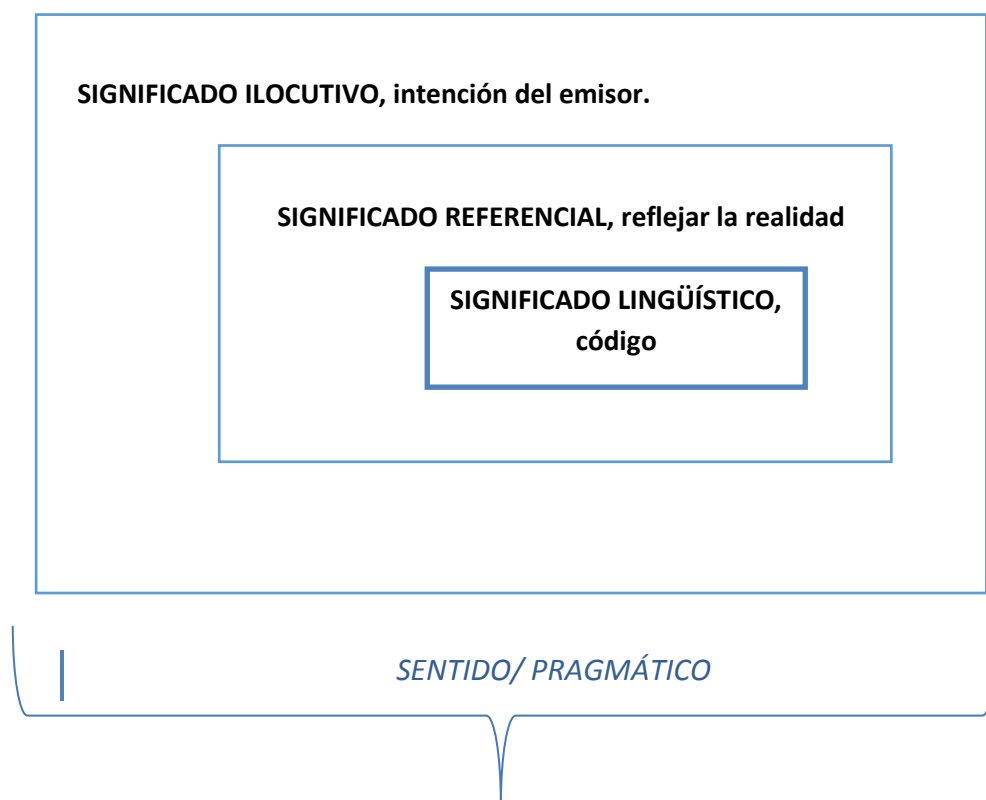 SIGNIFICADO ILOCUTIVO, intención del emisor.
SIGNIFICADO REFERENCIAL, reflejar la realidad
SIGNIFICADO LINGÜÍSTICO,
código
SENTIDO/ PRAGMÁTICO